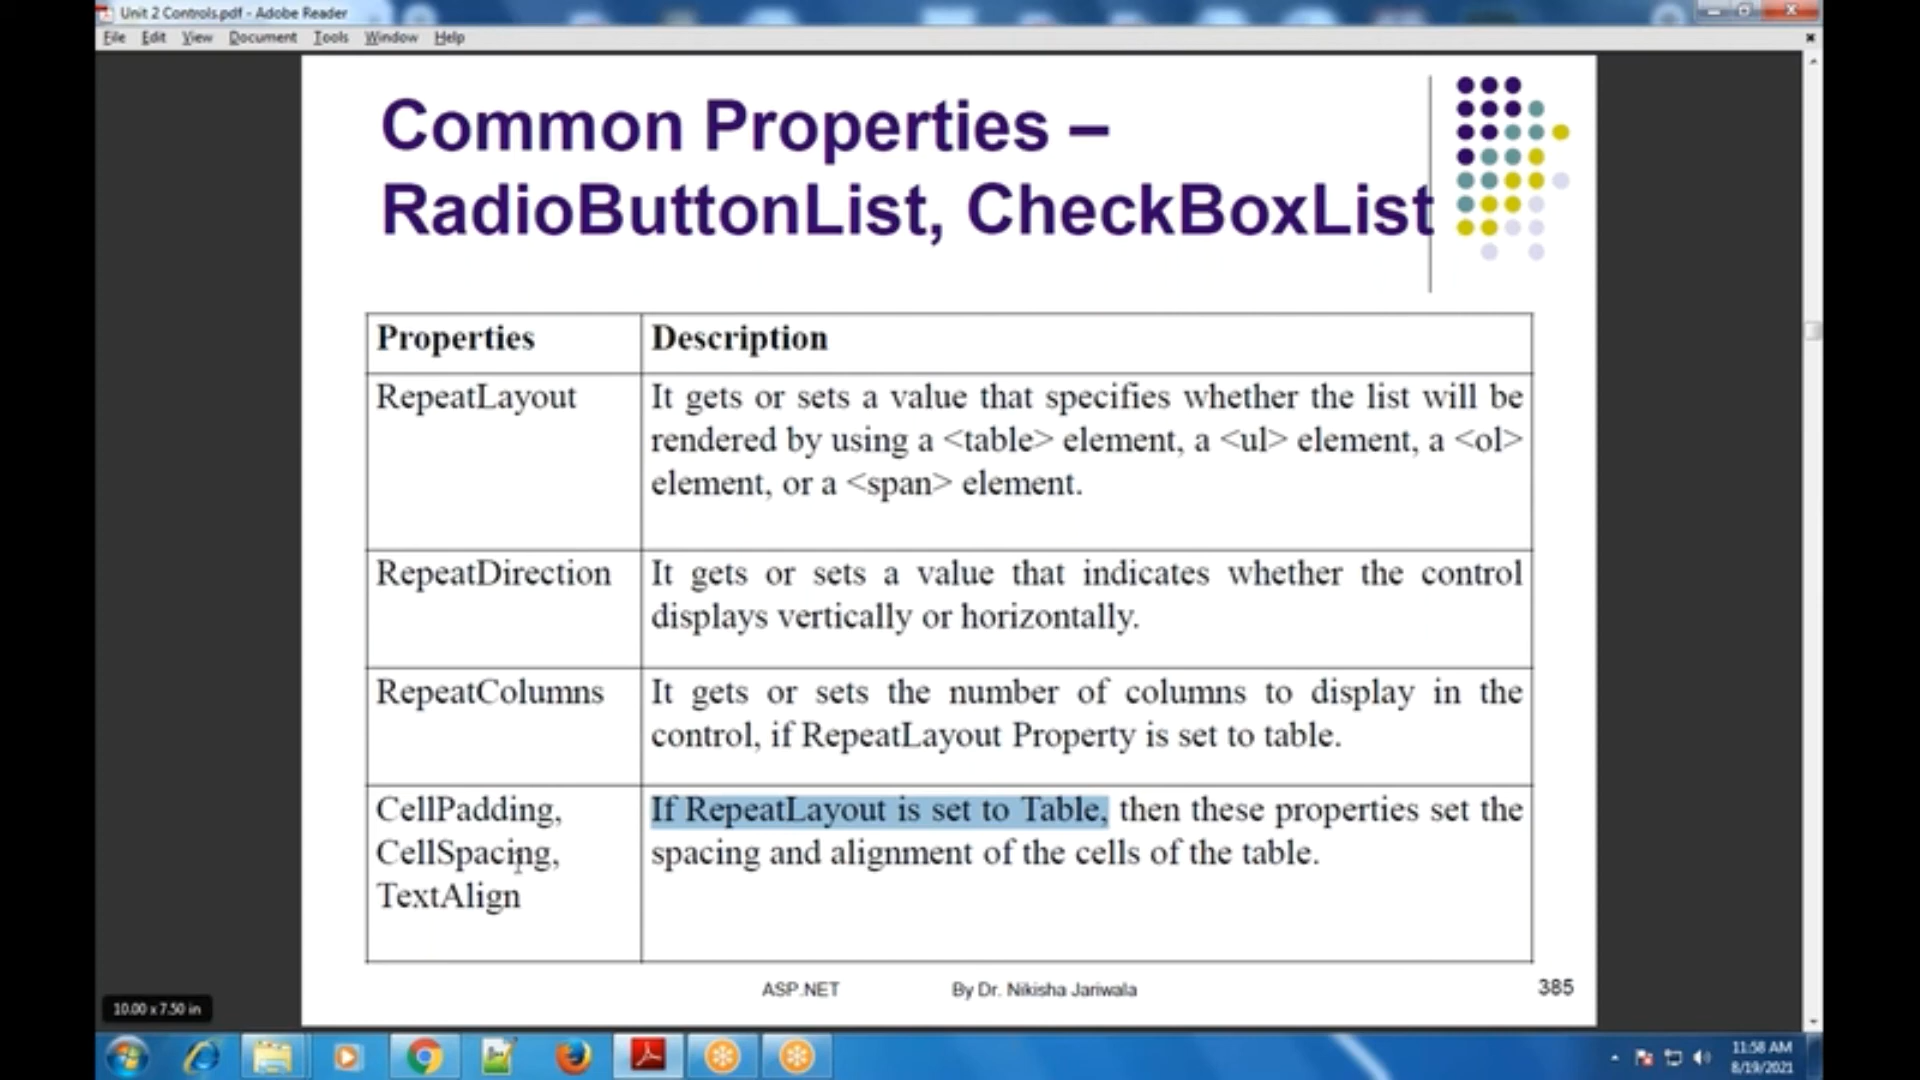 Unit 2 Controls.pdf - Adobe Reader
File Edit View Document Tools Window Help
Common Properties –
RadioButtonList, CheckBoxList
Properties Description
RepeatLayout It gets or sets a value that specifies whether the list will be
rendered by using a <table> element, a <ul> element, a <ol>
element, or a <span> element.
RepeatDirection It gets or sets a value that indicates whether the control
displays vertically or horizontally.
RepeatColumns It gets or sets the number of columns to display in the
control, if RepeatLayout Property is set to table.
CellPadding, If RepeatLayout is set to Table, then these properties set the
CellSpacing, spacing and alignment of the cells of the table.
TextAlign
ASP.NET By Dr. Nikisha Jariwala 385
10.00 x 7.50 in
11:58 AM
8/19/2021